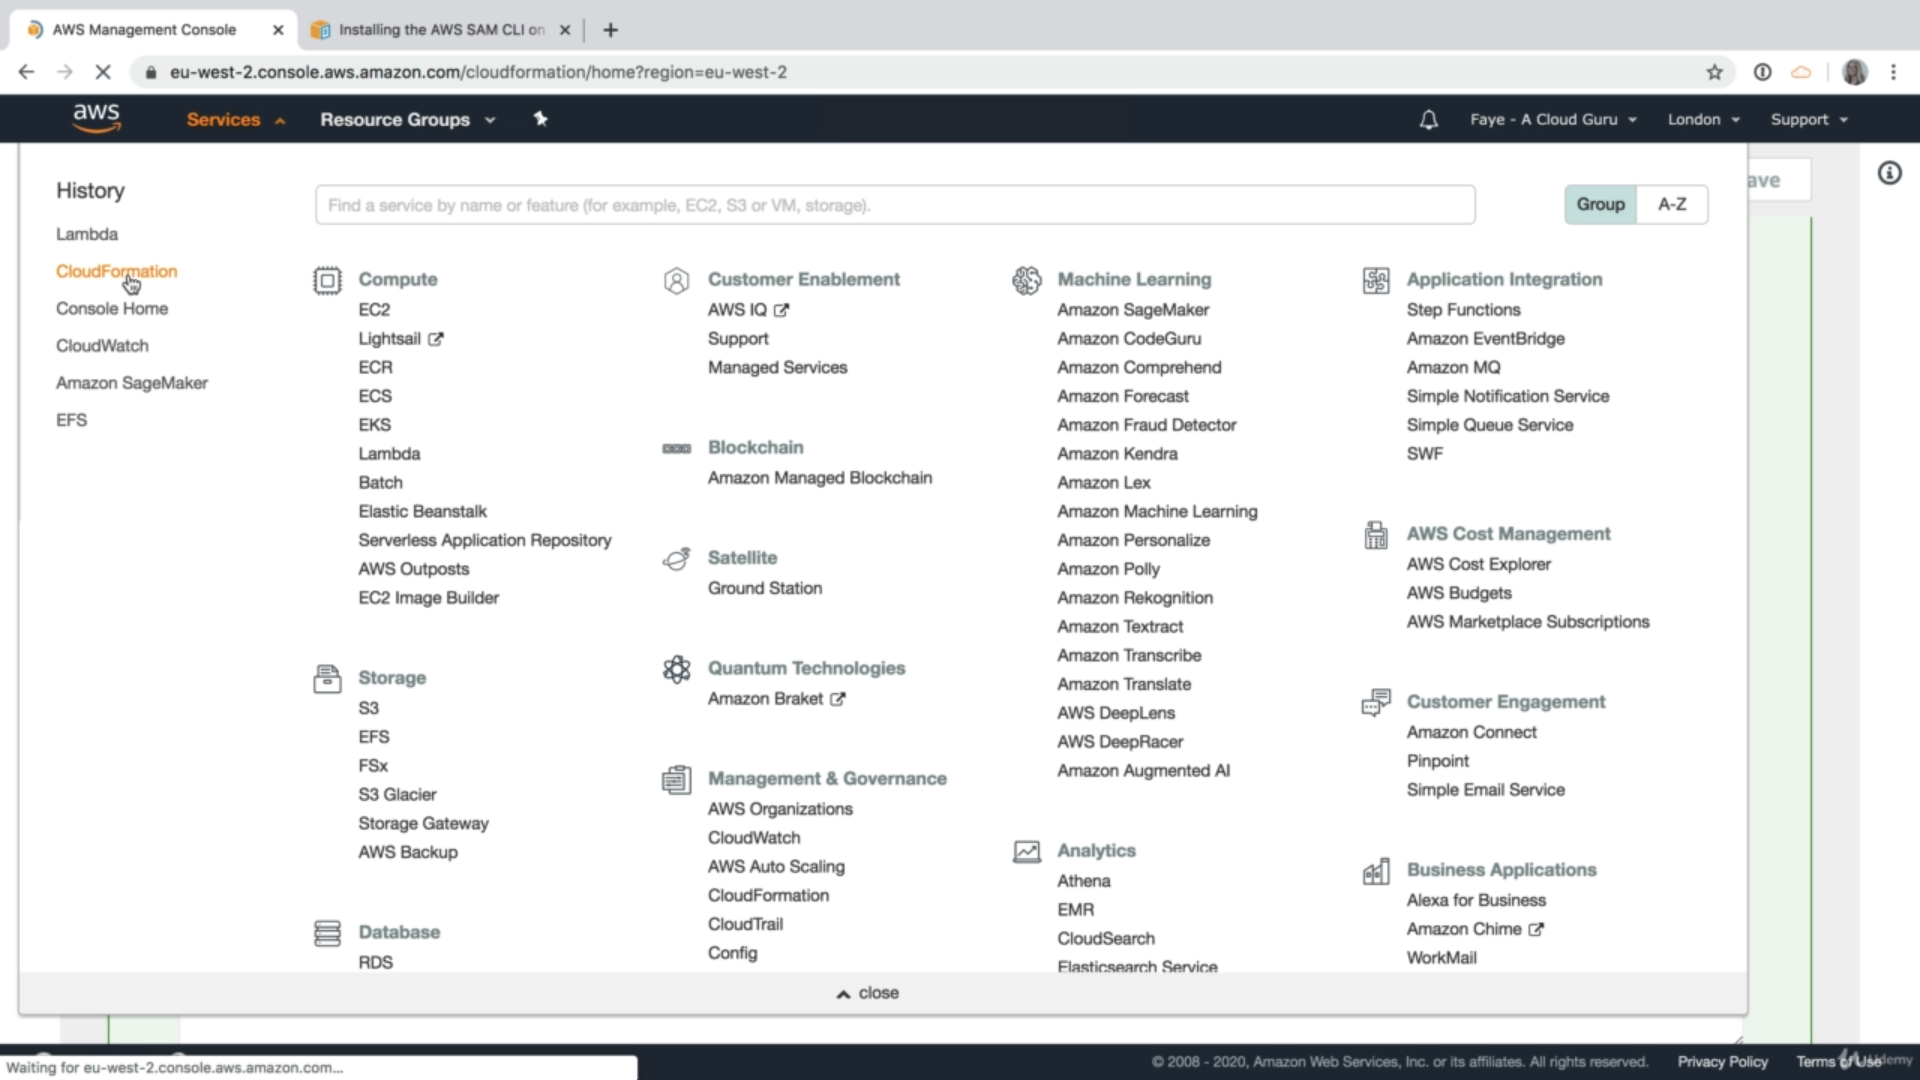 AWS Management Console
Installing the AWS SAM CLI on
eu-west-2.console.aws.amazon.com/cloudformation/home?region=eu-west-2
aws
Services
Resource Groups
Faye - A Cloud Guru
London
Support
History
Lambda
CloudFormation
Console Home
CloudWatch
Amazon SageMaker
EFS
Find a service by name or feature (for example, EC2, S3 or VM, storage).
Group
A-Z
ave
Compute
EC2
Lightsail
ECR
ECS
EKS
Lambda
Batch
Elastic Beanstalk
Serverless Application Repository
AWS Outposts
EC2 Image Builder
Storage
S3
EFS
FSx
S3 Glacier
Storage Gateway
AWS Backup
Database
RDS
Customer Enablement
AWS IQ
Support
Managed Services
Blockchain
Amazon Managed Blockchain
Satellite
Ground Station
Quantum Technologies
Amazon Braket
Management & Governance
AWS Organizations
CloudWatch
AWS Auto Scaling
CloudFormation
CloudTrail
Config
Machine Learning
Amazon SageMaker
Amazon CodeGuru
Amazon Comprehend
Amazon Forecast
Amazon Fraud Detector
Amazon Kendra
Amazon Lex
Amazon Machine Learning
Amazon Personalize
Amazon Polly
Amazon Rekognition
Amazon Textract
Amazon Transcribe
Amazon Translate
AWS DeepLens
AWS DeepRacer
Amazon Augmented AI
Analytics
Athena
EMR
CloudSearch
Elasticsearch Service
Application Integration
Step Functions
Amazon EventBridge
Amazon MQ
Simple Notification Service
Simple Queue Service
SWF
AWS Cost Management
AWS Cost Explorer
AWS Budgets
AWS Marketplace Subscriptions
Customer Engagement
Amazon Connect
Pinpoint
Simple Email Service
Business Applications
Alexa for Business
Amazon Chime
WorkMail
close
Waiting for eu-west-2.console.aws.amazon.com...
© 2008 - 2020, Amazon Web Services, Inc. or its affiliates. All rights reserved.
Privacy Policy
Terms of Use